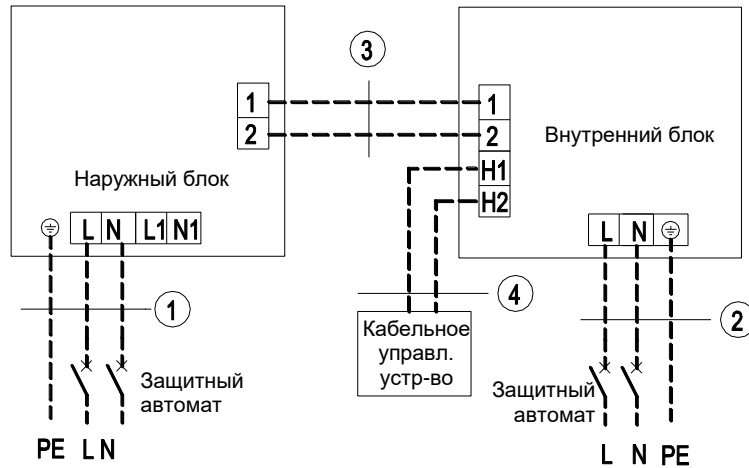 Наружный блок
1
2
L N L1 N1
3
1
2
H1
H2
Внутренний блок
L N
1
Защитный
автомат
PE L N
4
Кабельное
управл.
устр-во
2
Защитный
автомат
L N PE